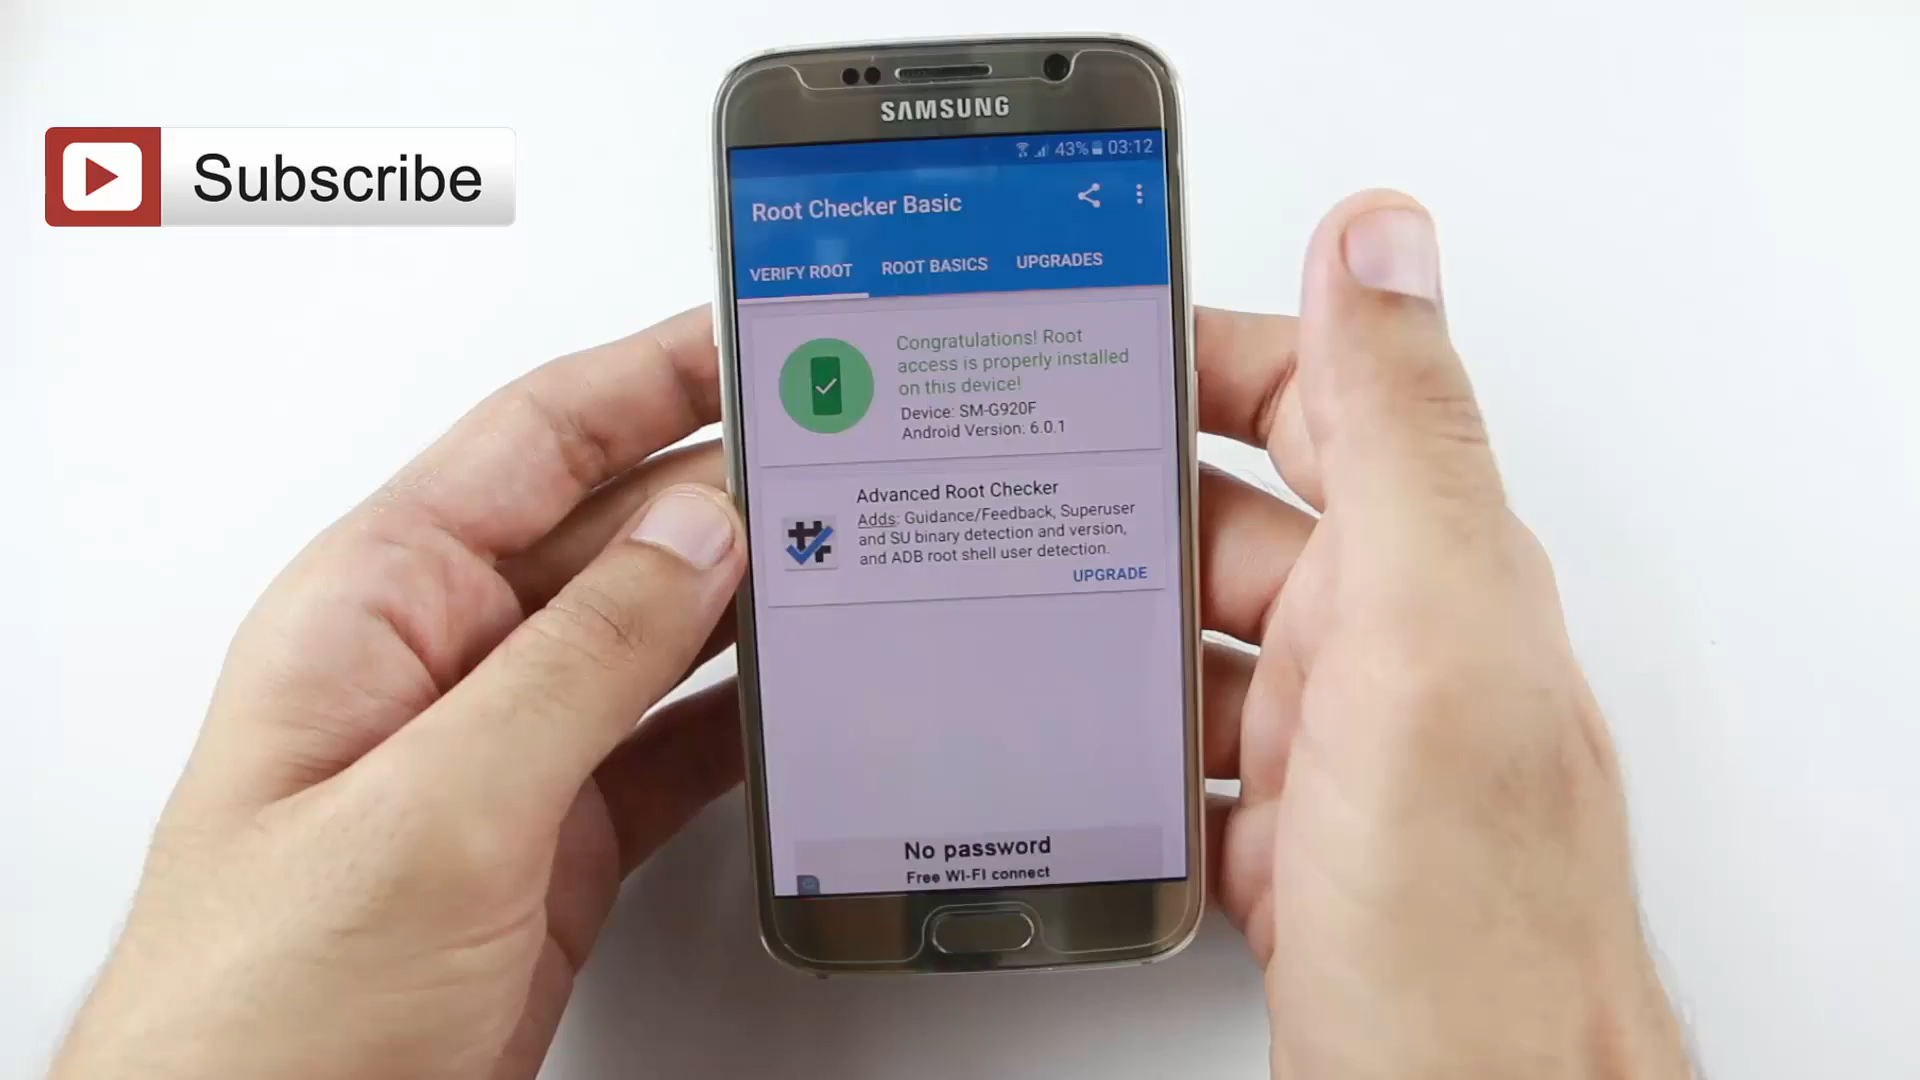 Subscribe
SAMSUNG
43% 03:12
Root Checker Basic
VERIFY ROOT ROOT BASICS UPGRADES
Congratulations! Root
access is properly installed
on this device!
Device: SM-G920F
Android Version: 6.0.1
Advanced Root Checker
Adds: Guidance/Feedback, Superuser
and SU binary detection and version,
and ADB root shell user detection.
UPGRADE
No password
Free WI-FI connect